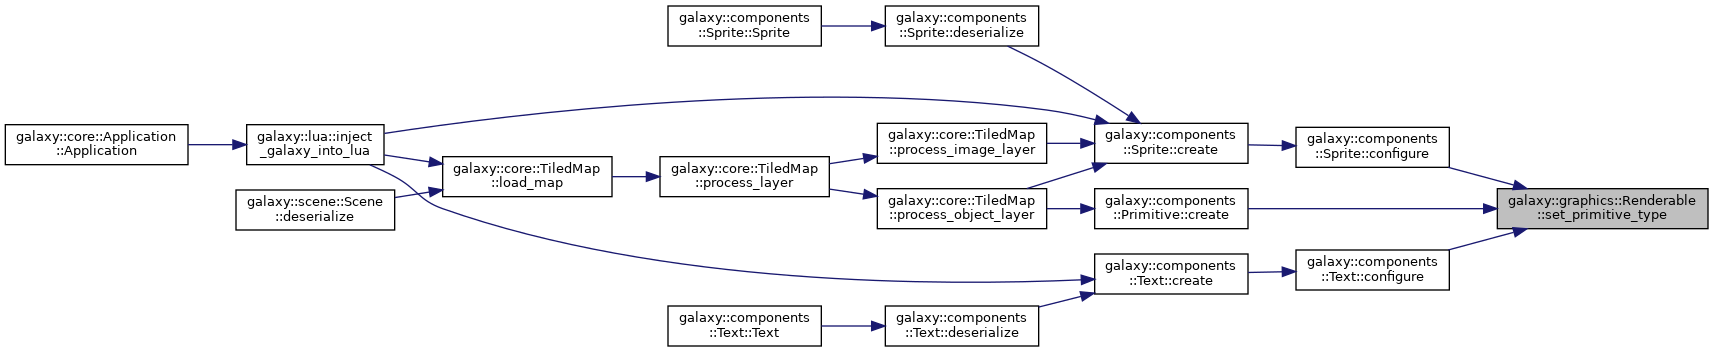 galaxy::components
::Sprite::Sprite
galaxy::components
::Sprite::deserialize
galaxy::core::Application
::Application
galaxy::lua::inject
_galaxy_into_lua
galaxy::core::TiledMap
::load_map
galaxy::scene::Scene
::deserialize
galaxy::core::TiledMap
::process_layer
galaxy::core::TiledMap
::process_image_layer
galaxy::core::TiledMap
::process_object_layer
galaxy::components
::Sprite::create
galaxy::components
::Sprite::configure
galaxy::components
::Primitive::create
galaxy::graphics::Renderable
::set_primitive_type
galaxy::components
::Text::create
galaxy::components
::Text::configure
galaxy::components
::Text::Text
galaxy::components
::Text::deserialize